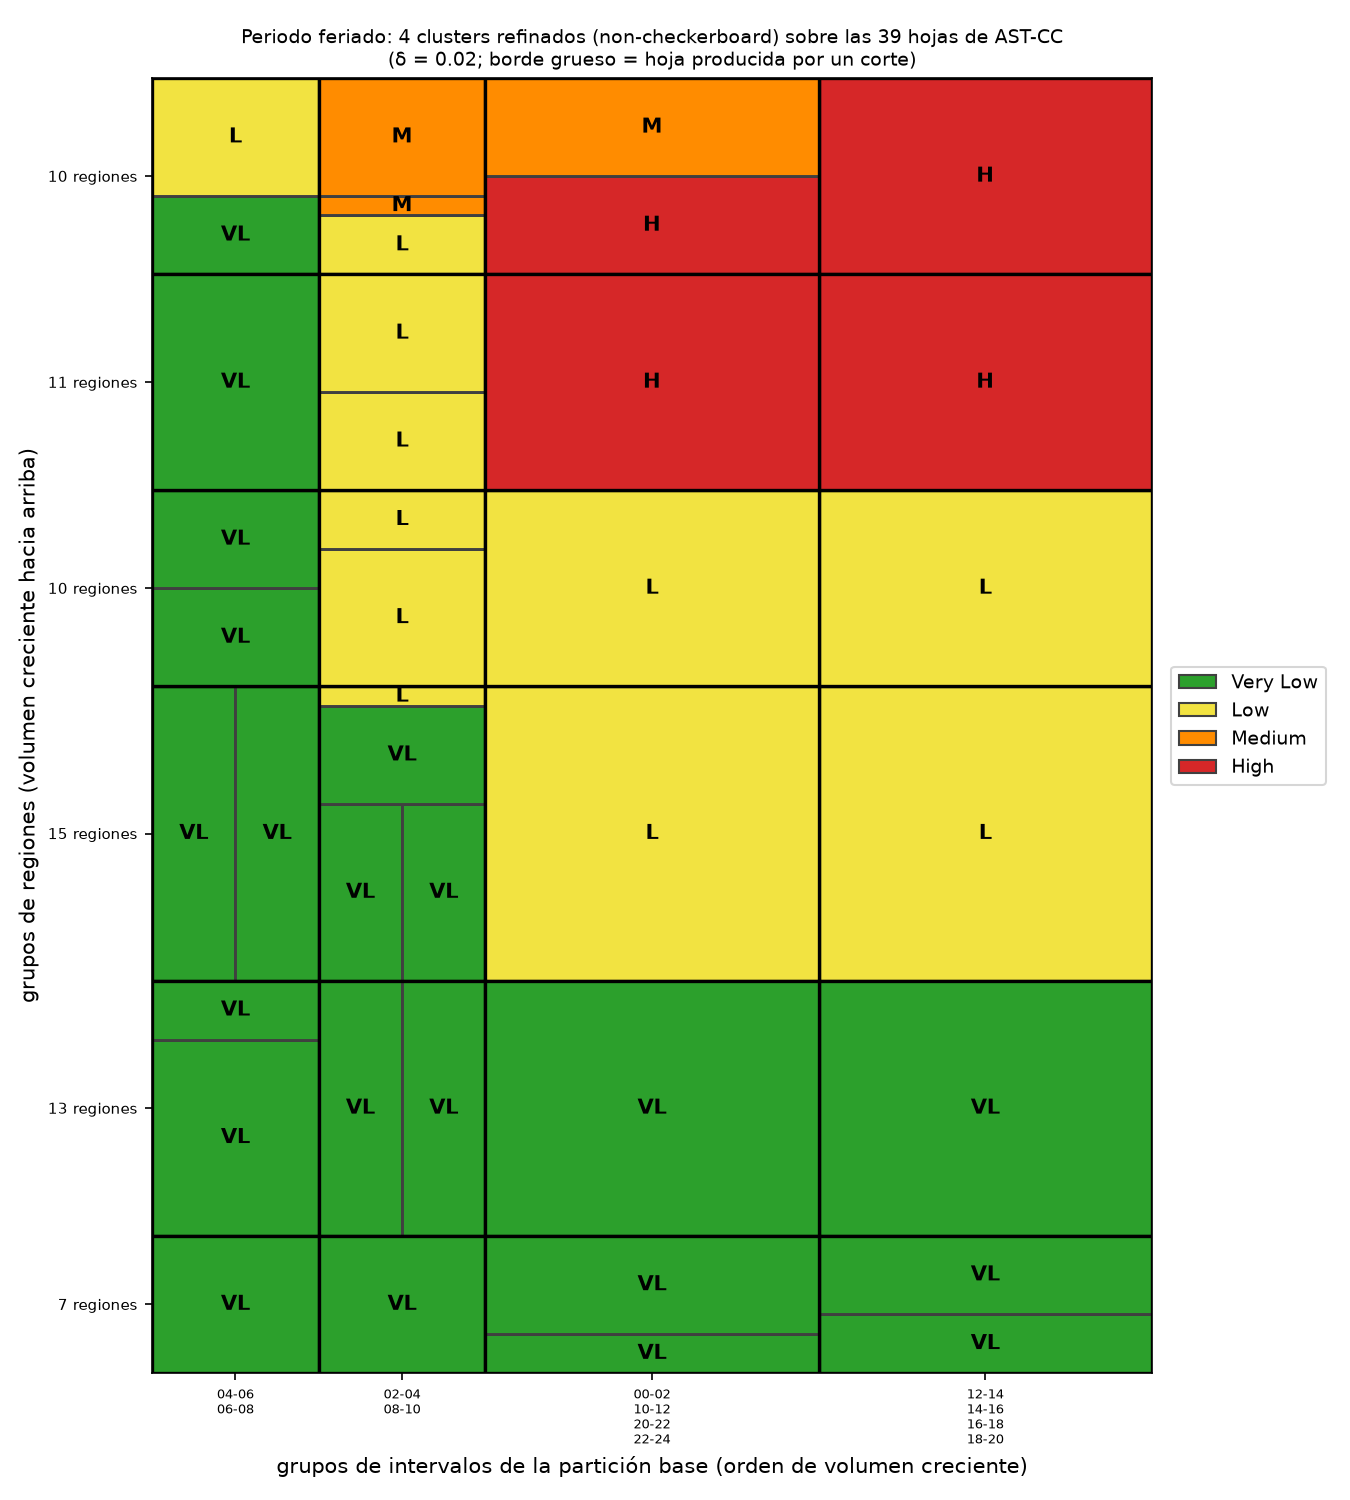 Periodo feriado: 4 clusters refinados (non-checkerboard) sobre las 39 hojas de AST-CC
(δ = 0.02; borde grueso = hoja producida por un corte)
grupos de regiones (volumen creciente hacia arriba)
10 regiones
11 regiones
10 regiones
15 regiones
13 regiones
7 regiones
L
M
M
H
VL
M
L
H
VL
L
L
H
H
VL
VL
L
L
L
L
VL
VL
L
VL
VL
VL
L
L
VL
VL
VL
VL
VL
VL
VL
VL
VL
VL
VL
VL
VL
Very Low
Low
Medium
High
04-06
06-08
02-04
08-10
00-02
10-12
20-22
22-24
12-14
14-16
16-18
18-20
grupos de intervalos de la partición base (orden de volumen creciente)